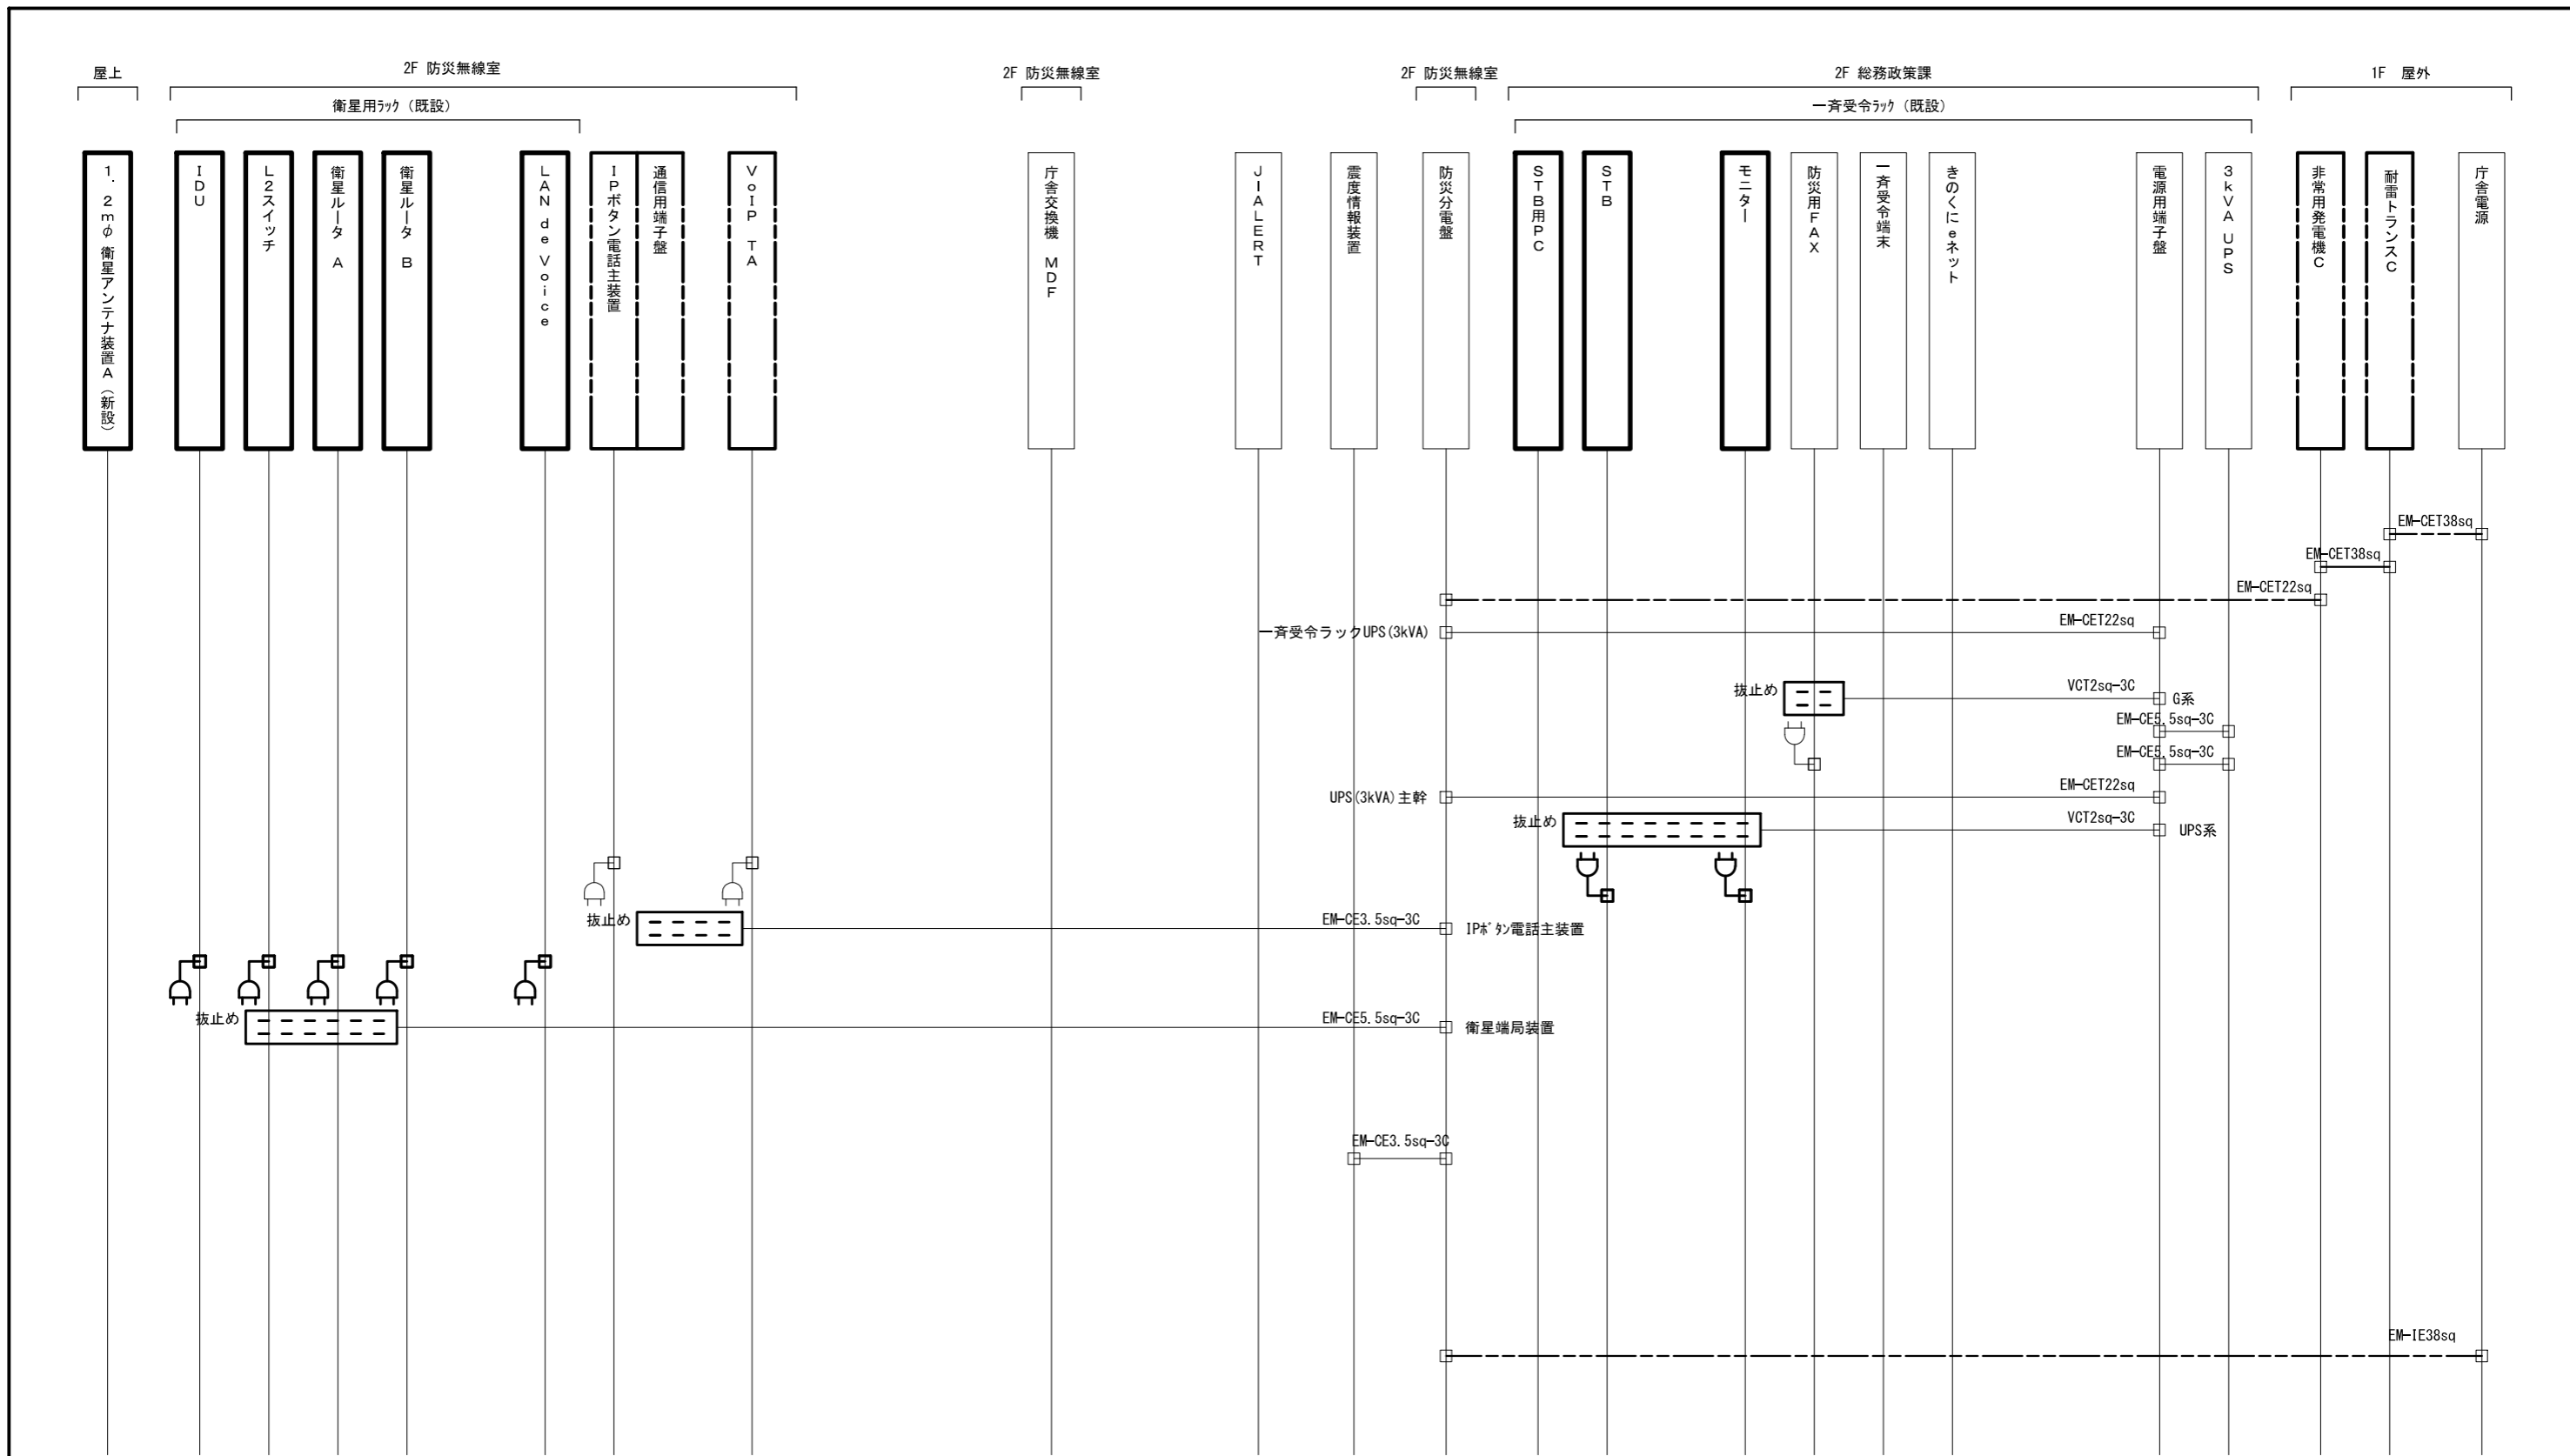 屋上
2F 防災無線室
2F 防災無線室
2F 防災無線室
2F 総務政策課
1F 屋外
衛星用ﾗｯｸ（既設）
一斉受令ﾗｯｸ（既設）
１．２ｍφ 衛星アンテナ装置Ａ（新設）
ＩＤＵ
Ｌ２スイッチ
衛星ルータ Ａ
衛星ルータ Ｂ
ＬＡＮ ｄｅ Ｖｏｉｃｅ
ＩＰボタン電話主装置
通信用端子盤
ＶｏＩＰ ＴＡ
庁舎交換機 ＭＤＦ
ＪＩＡＬＥＲＴ
震度情報装置
防災分電盤
ＳＴＢ用ＰＣ
ＳＴＢ
モニター
防災用ＦＡＸ
一斉受令端末
きのくにｅネット
電源用端子盤
３ｋＶＡ ＵＰＳ
非常用発電機Ｃ
耐雷トランスＣ
庁舎電源
EM-CET38sq
EM-CET38sq
EM-CET22sq
一斉受令ラックUPS(3kVA)
EM-CET22sq
抜止め
VCT2sq-3C
G系
EM-CE5.5sq-3C
EM-CE5.5sq-3C
UPS(3kVA)主幹
EM-CET22sq
抜止め
VCT2sq-3C
UPS系
抜止め
EM-CE3.5sq-3C
IPﾎﾞﾀﾝ電話主装置
抜止め
EM-CE5.5sq-3C
衛星端局装置
EM-CE3.5sq-3C
EM-IE38sq